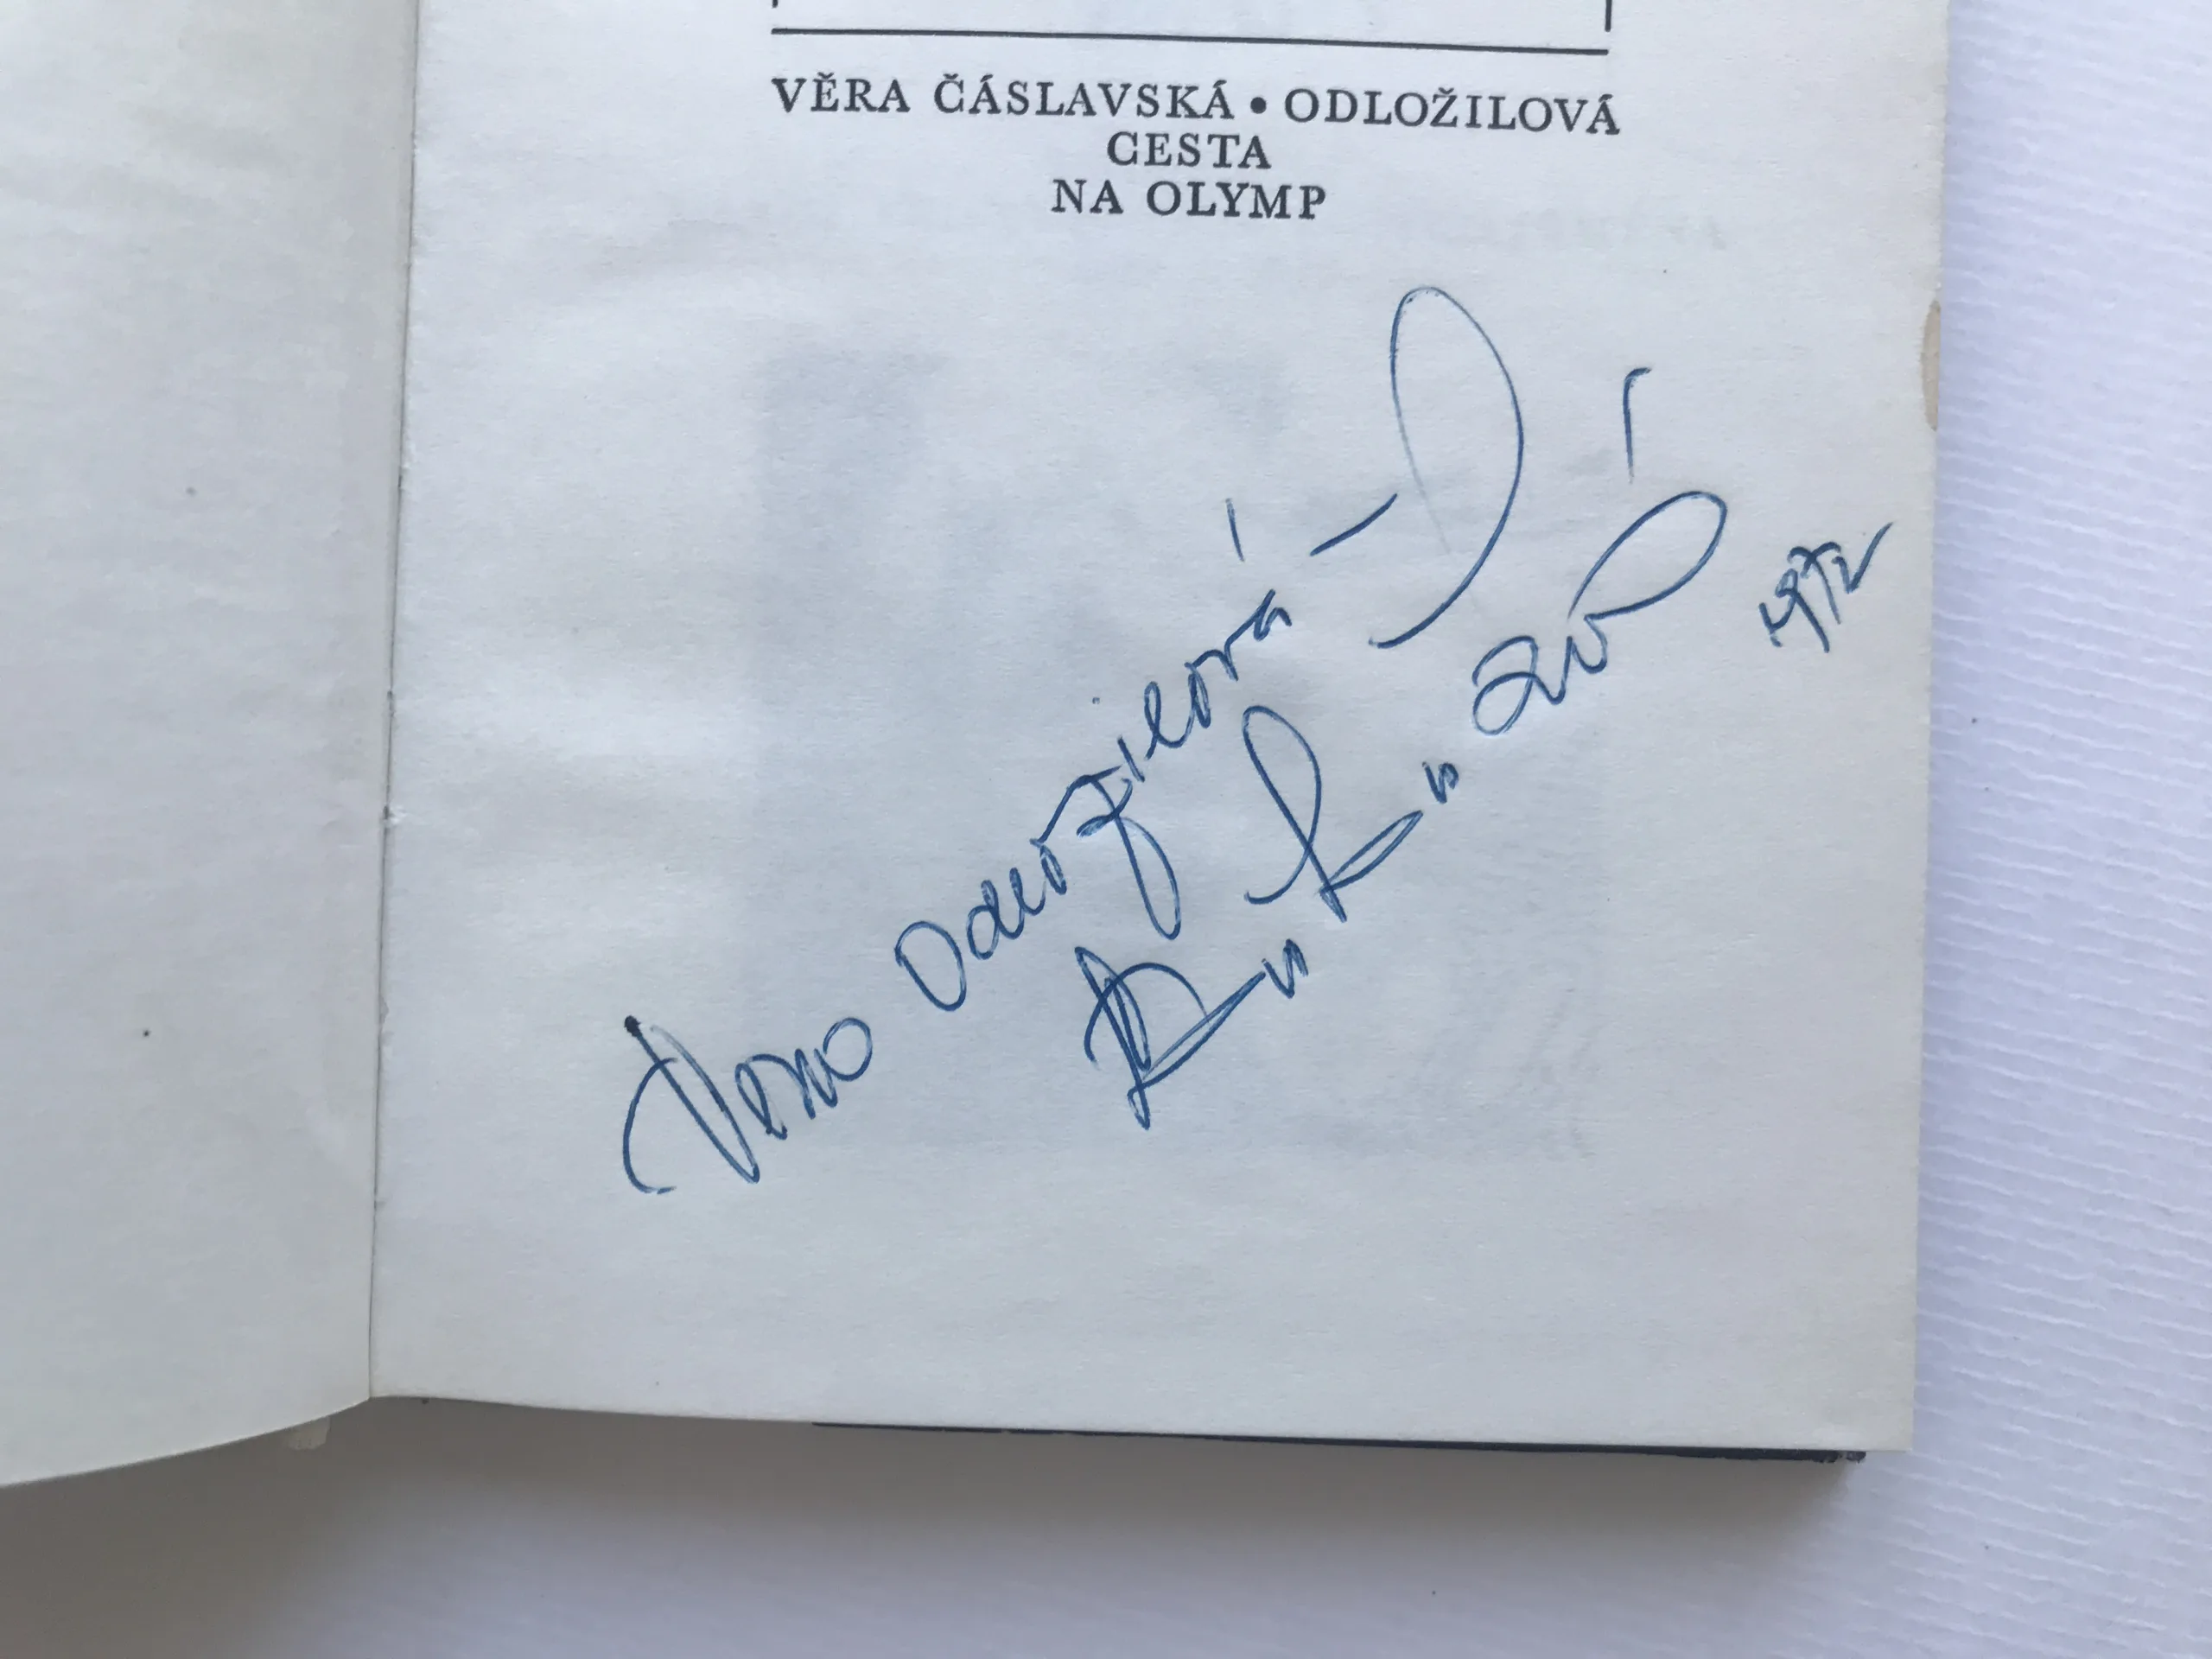 VĚRA ČÁSLAVSKÁ • ODLOŽILOVÁ
CESTA
NA OLYMP
Věra Odložilová -
1972